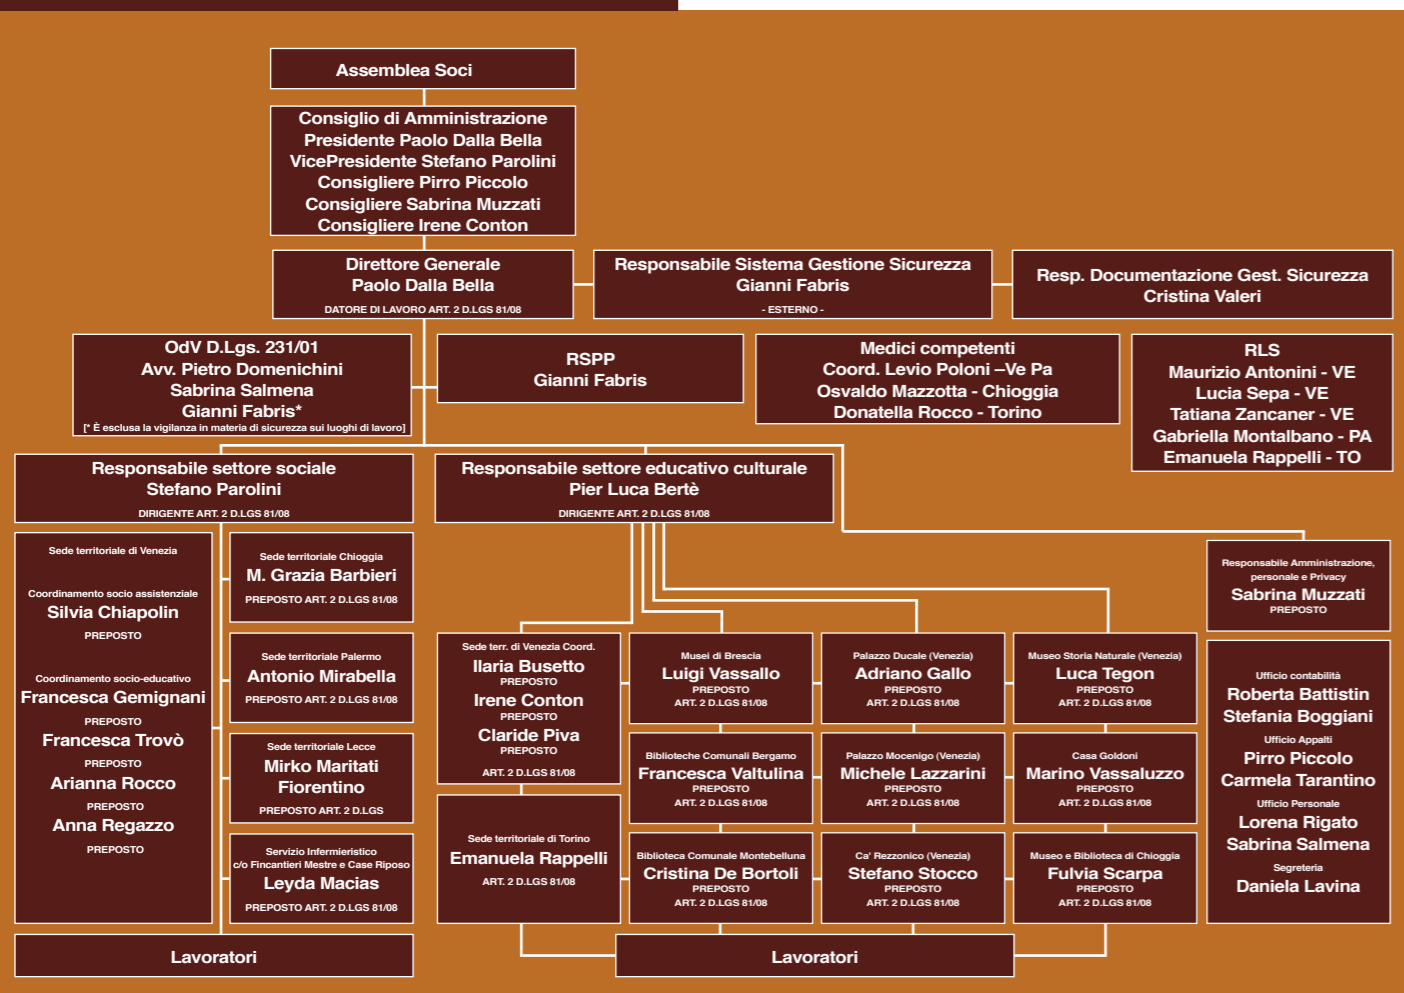 Assemblea Soci
Consiglio di Amministrazione
Presidente Paolo Dalla Bella
VicePresidente Stefano Parolini
Consigliere Pirro Piccolo
Consigliere Sabrina Muzzati
Consigliere Irene Conton
Direttore Generale
Paolo Dalla Bella
DATORE DI LAVORO ART. 2 D.LGS 81/08
Responsabile Sistema Gestione Sicurezza
Gianni Fabris
- ESTERNO -
Resp. Documentazione Gest. Sicurezza
Cristina Valeri
OdV D.Lgs. 231/01
Avv. Pietro Domenichini
Sabrina Salmena
Gianni Fabris*
[* È esclusa la vigilanza in materia di sicurezza sui luoghi di lavoro]
RSPP
Gianni Fabris
Medici competenti
Coord. Levio Poloni –Ve Pa
Osvaldo Mazzotta - Chioggia
Donatella Rocco - Torino
RLS
Maurizio Antonini - VE
Lucia Sepa - VE
Tatiana Zancaner - VE
Gabriella Montalbano - PA
Emanuela Rappelli - TO
Responsabile settore sociale
Stefano Parolini
DIRIGENTE ART. 2 D.LGS 81/08
Responsabile settore educativo culturale
Pier Luca Bertè
DIRIGENTE ART. 2 D.LGS 81/08
Sede territoriale di Venezia
Coordinamento socio assistenziale
Silvia Chiapolin
PREPOSTO
Coordinamento socio-educativo
Francesca Gemignani
PREPOSTO
Francesca Trovò
PREPOSTO
Arianna Rocco
PREPOSTO
Anna Regazzo
PREPOSTO
Sede territoriale Chioggia
M. Grazia Barbieri
PREPOSTO ART. 2 D.LGS 81/08
Sede territoriale Palermo
Antonio Mirabella
PREPOSTO ART. 2 D.LGS 81/08
Sede territoriale Lecce
Mirko Maritati
Fiorentino
PREPOSTO ART. 2 D.LGS
Servizio Infermieristico
c/o Fincantieri Mestre e Case Riposo
Leyda Macias
PREPOSTO ART. 2 D.LGS 81/08
Lavoratori
Sede terr. di Venezia Coord.
Ilaria Busetto
PREPOSTO
Irene Conton
PREPOSTO
Claride Piva
PREPOSTO
ART. 2 D.LGS 81/08
Sede territoriale di Torino
Emanuela Rappelli
ART. 2 D.LGS 81/08
Musei di Brescia
Luigi Vassallo
PREPOSTO
ART. 2 D.LGS 81/08
Biblioteche Comunali Bergamo
Francesca Valtulina
PREPOSTO
ART. 2 D.LGS 81/08
Biblioteca Comunale Montebelluna
Cristina De Bortoli
PREPOSTO
ART. 2 D.LGS 81/08
Palazzo Ducale (Venezia)
Adriano Gallo
PREPOSTO
ART. 2 D.LGS 81/08
Palazzo Mocenigo (Venezia)
Michele Lazzarini
PREPOSTO
ART. 2 D.LGS 81/08
Ca' Rezzonico (Venezia)
Stefano Stocco
PREPOSTO
ART. 2 D.LGS 81/08
Museo Storia Naturale (Venezia)
Luca Tegon
PREPOSTO
ART. 2 D.LGS 81/08
Casa Goldoni
Marino Vassaluzzo
PREPOSTO
ART. 2 D.LGS 81/08
Museo e Biblioteca di Chioggia
Fulvia Scarpa
PREPOSTO
ART. 2 D.LGS 81/08
Lavoratori
Responsabile Amministrazione,
personale e Privacy
Sabrina Muzzati
PREPOSTO
Ufficio contabilità
Roberta Battistin
Stefania Boggiani
Ufficio Appalti
Pirro Piccolo
Carmela Tarantino
Ufficio Personale
Lorena Rigato
Sabrina Salmena
Segreteria
Daniela Lavina